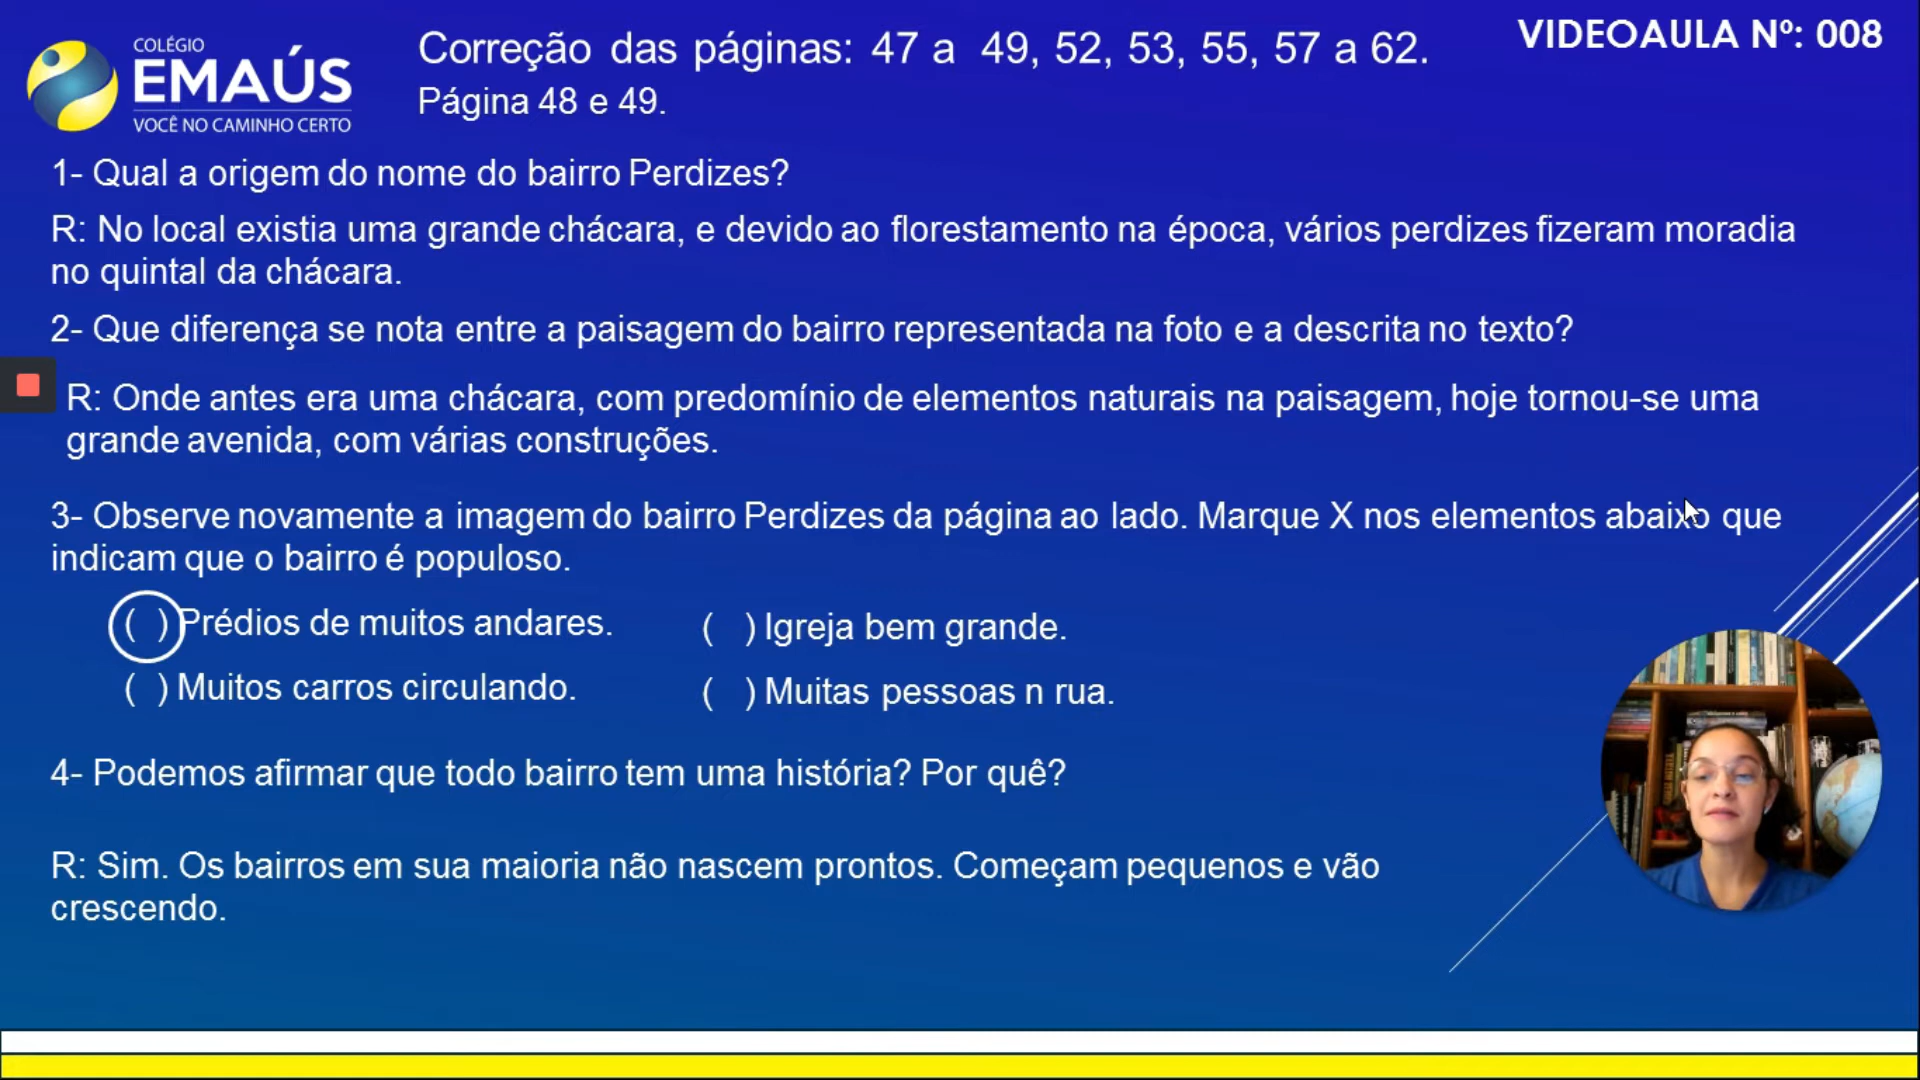 COLÉGIO
EMAÚS
VOCÊ NO CAMINHO CERTO
Correção das páginas: 47 a 49, 52, 53, 55, 57 a 62.
VIDEOAULA Nº: 008
Página 48 e 49.
1- Qual a origem do nome do bairro Perdizes?
R: No local existia uma grande chácara, e devido ao florestamento na época, vários perdizes fizeram moradia
no quintal da chácara.
2- Que diferença se nota entre a paisagem do bairro representada na foto e a descrita no texto?
R: Onde antes era uma chácara, com predomínio de elementos naturais na paisagem, hoje tornou-se uma
grande avenida, com várias construções.
3- Observe novamente a imagem do bairro Perdizes da página ao lado. Marque X nos elementos abaixo que
indicam que o bairro é populoso.
( ) Prédios de muitos andares.
( ) Igreja bem grande.
( ) Muitos carros circulando.
( ) Muitas pessoas n rua.
4- Podemos afirmar que todo bairro tem uma história? Por quê?
R: Sim. Os bairros em sua maioria não nascem prontos. Começam pequenos e vão
crescendo.